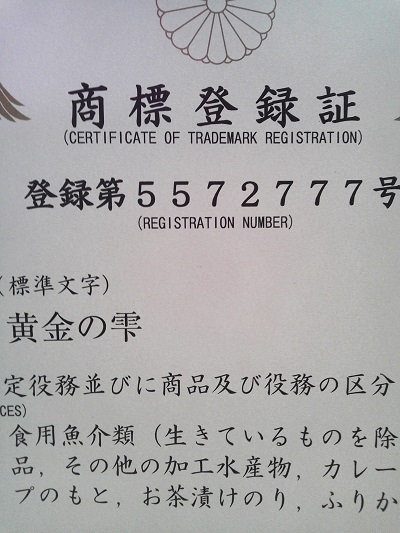 商標登録証
(CERTIFICATE OF TRADEMARK REGISTRATION)
登録第5572777号
(REGISTRATION NUMBER)
(標準文字)
黄金の雫
定役務並びに商品及び役務の区分
CES)
食用魚介類(生きているものを除
品,その他の加工水産物,カレー
プのもと,お茶漬けのり,ふりか